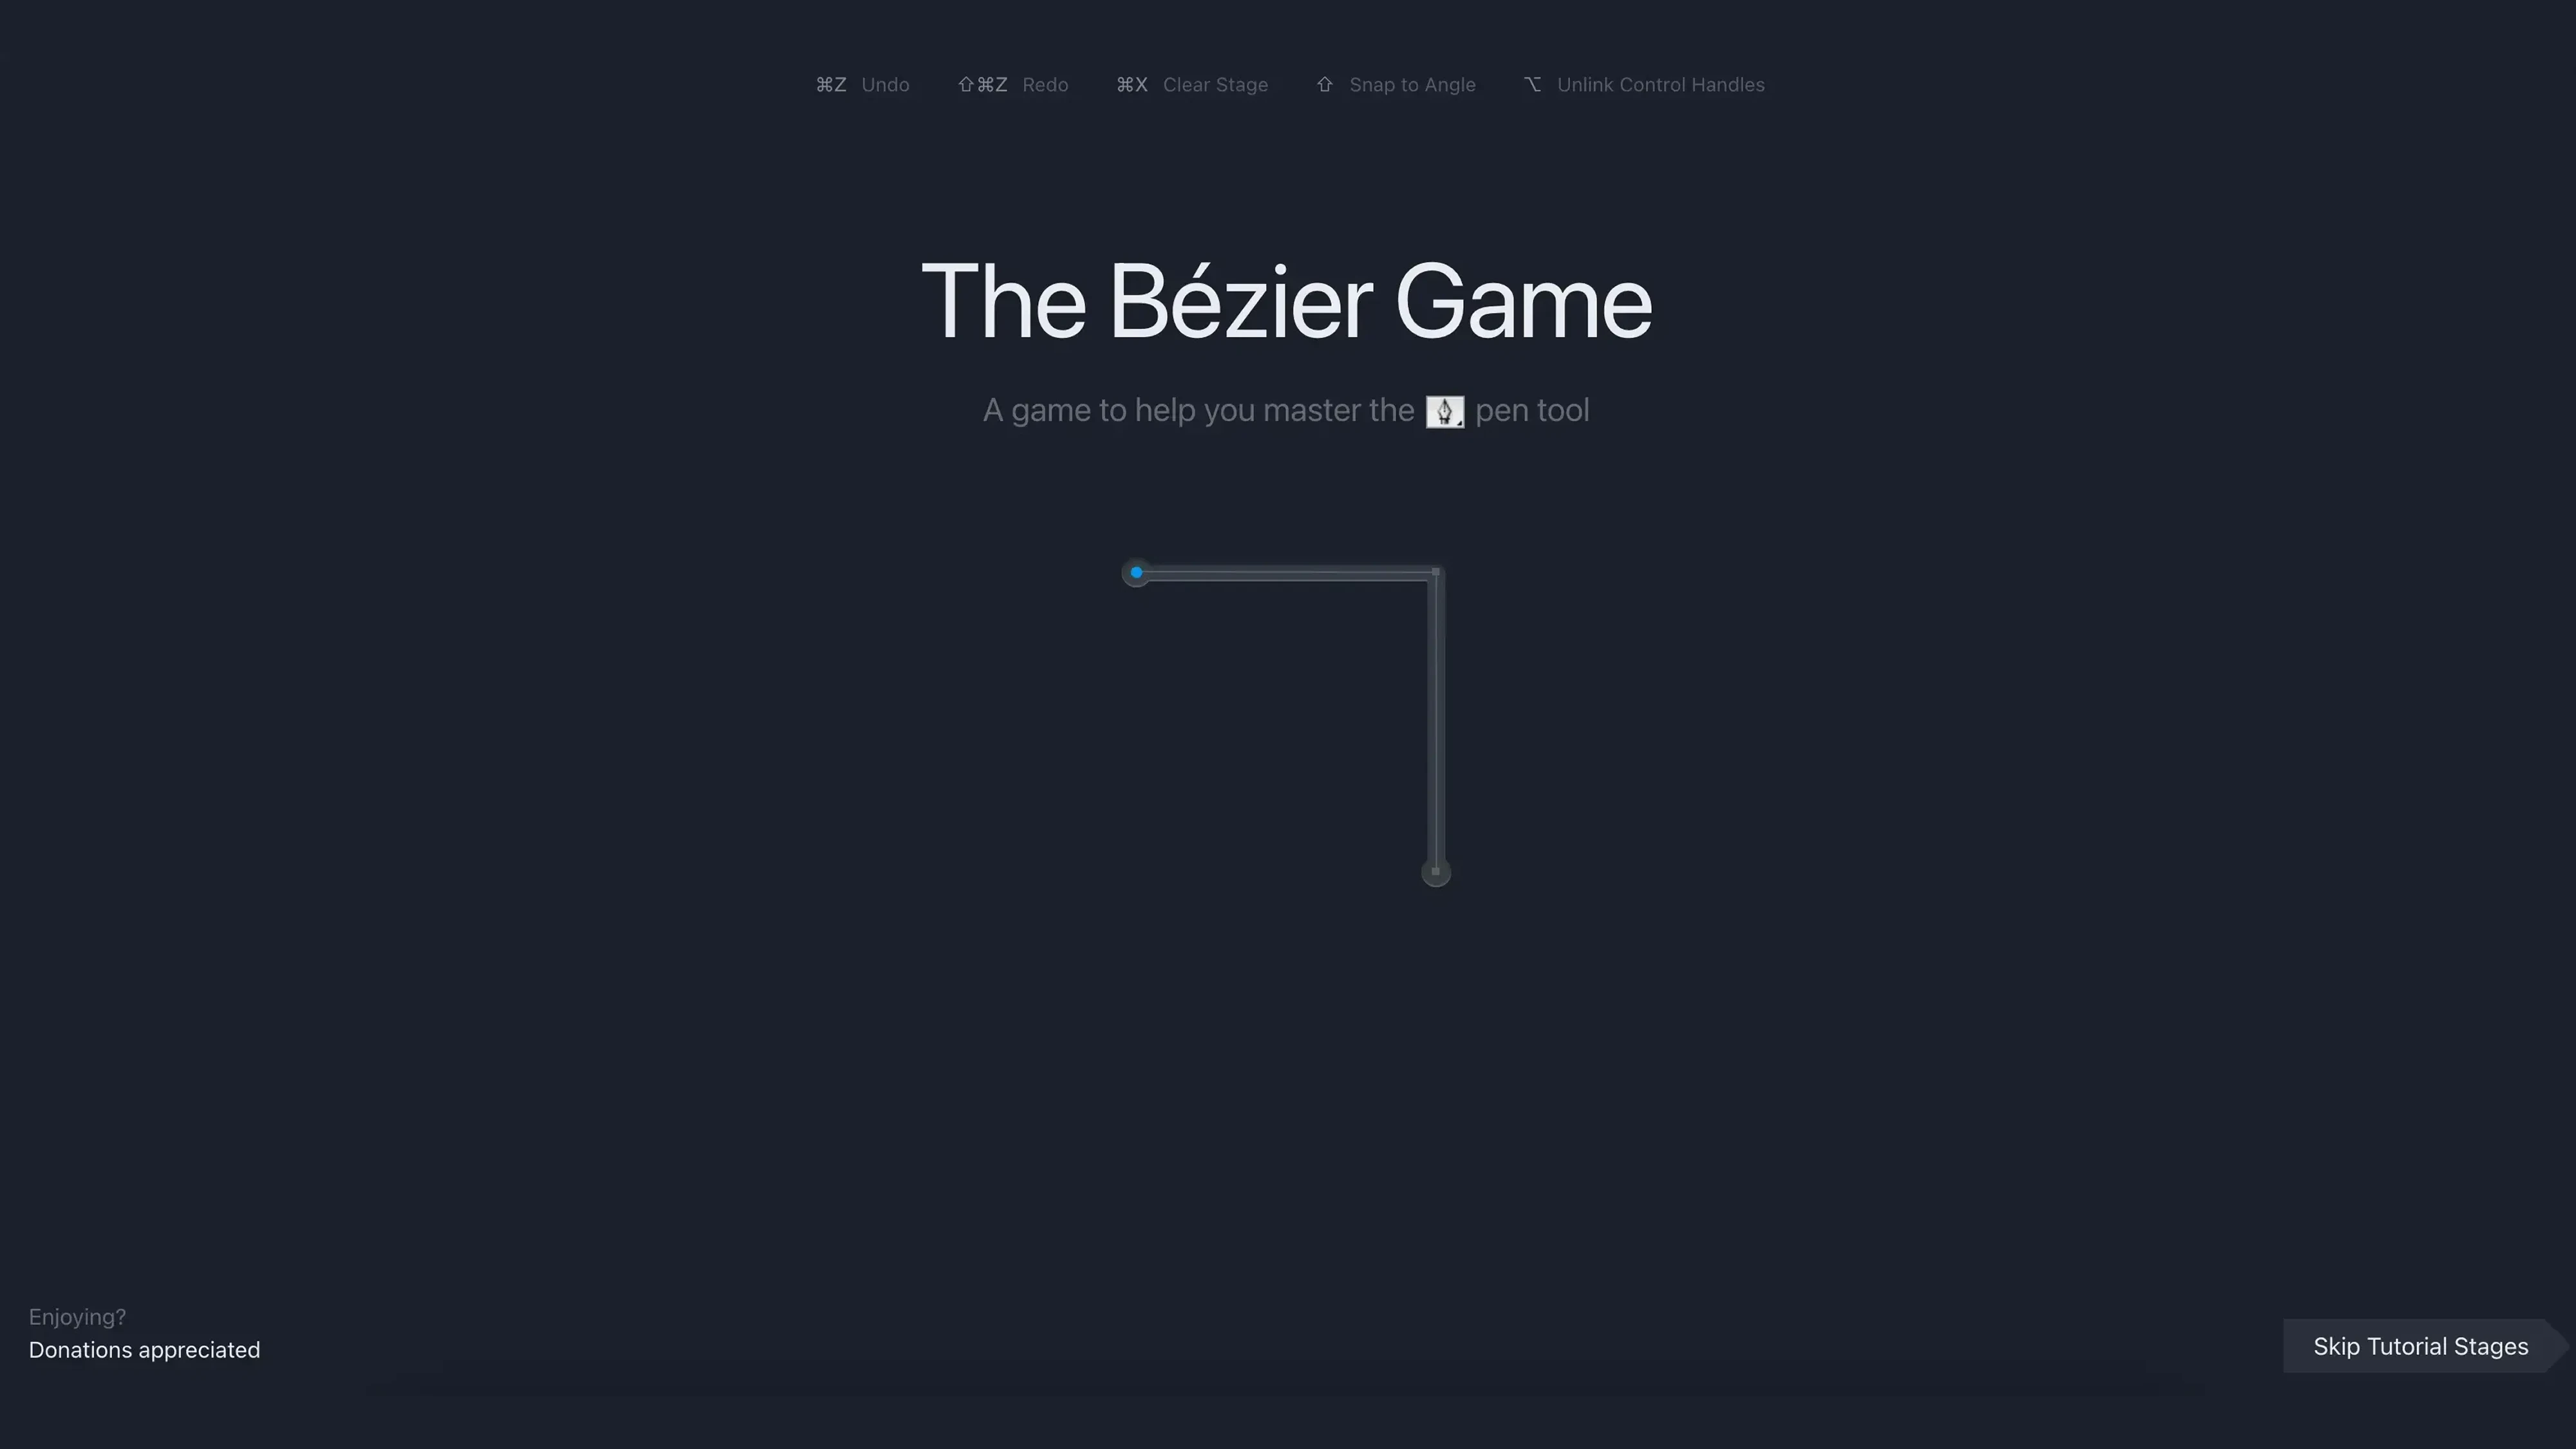 ⌘Z Undo ⇧⌘Z Redo ⌘X Clear Stage ⇧ Snap to Angle ⌥ Unlink Control Handles
The Bézier Game
A game to help you master the pen tool
Enjoying?
Donations appreciated
Skip Tutorial Stages